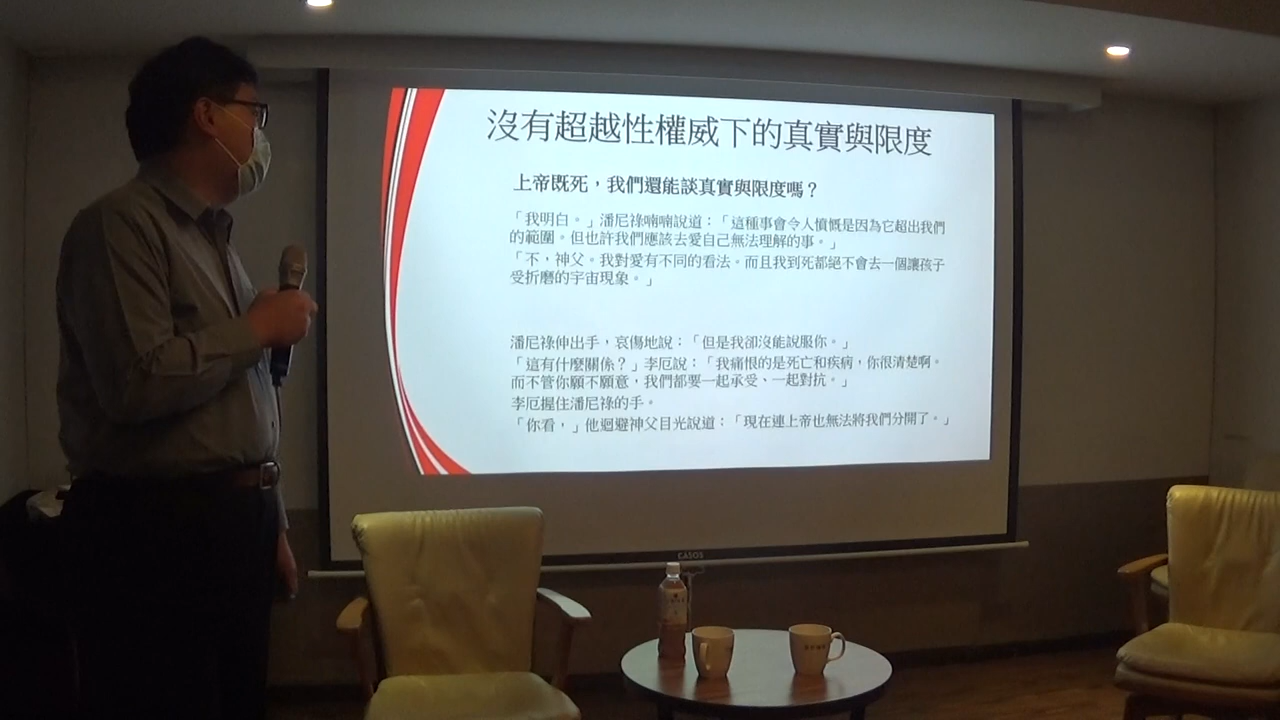 沒有超越性權威下的真實與限度
上帝既死，我們還能談真實與限度嗎？
「我明白。」潘尼祿喃喃說道：「這種事會令人憤慨是因為它超出我們
的範圍。但也許我們應該去愛自己無法理解的事。」
「不，神父。我對愛有不同的看法。而且我到死都絕不會去一個讓孩子
受折磨的宇宙現象。」
潘尼祿伸出手，哀傷地說：「但是我卻沒能說服你。」
「這有什麼關係？」李厄說：「我痛恨的是死亡和疾病，你很清楚啊。
而不管你願不願意，我們都要一起承受、一起對抗。」
李厄握住潘尼祿的手。
「你看，」他迴避神父目光說道：「現在連上帝也無法將我們分開了。」
KASOS